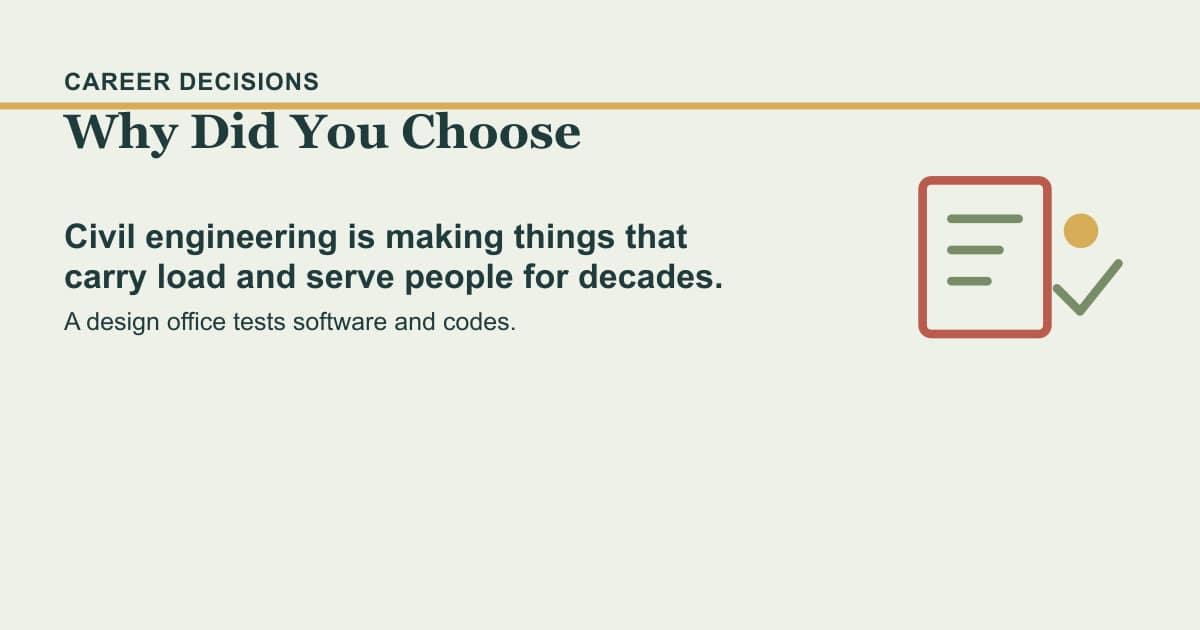 CAREER DECISIONS
Why Did You Choose
Civil engineering is making things that
carry load and serve people for decades.
A design office tests software and codes.